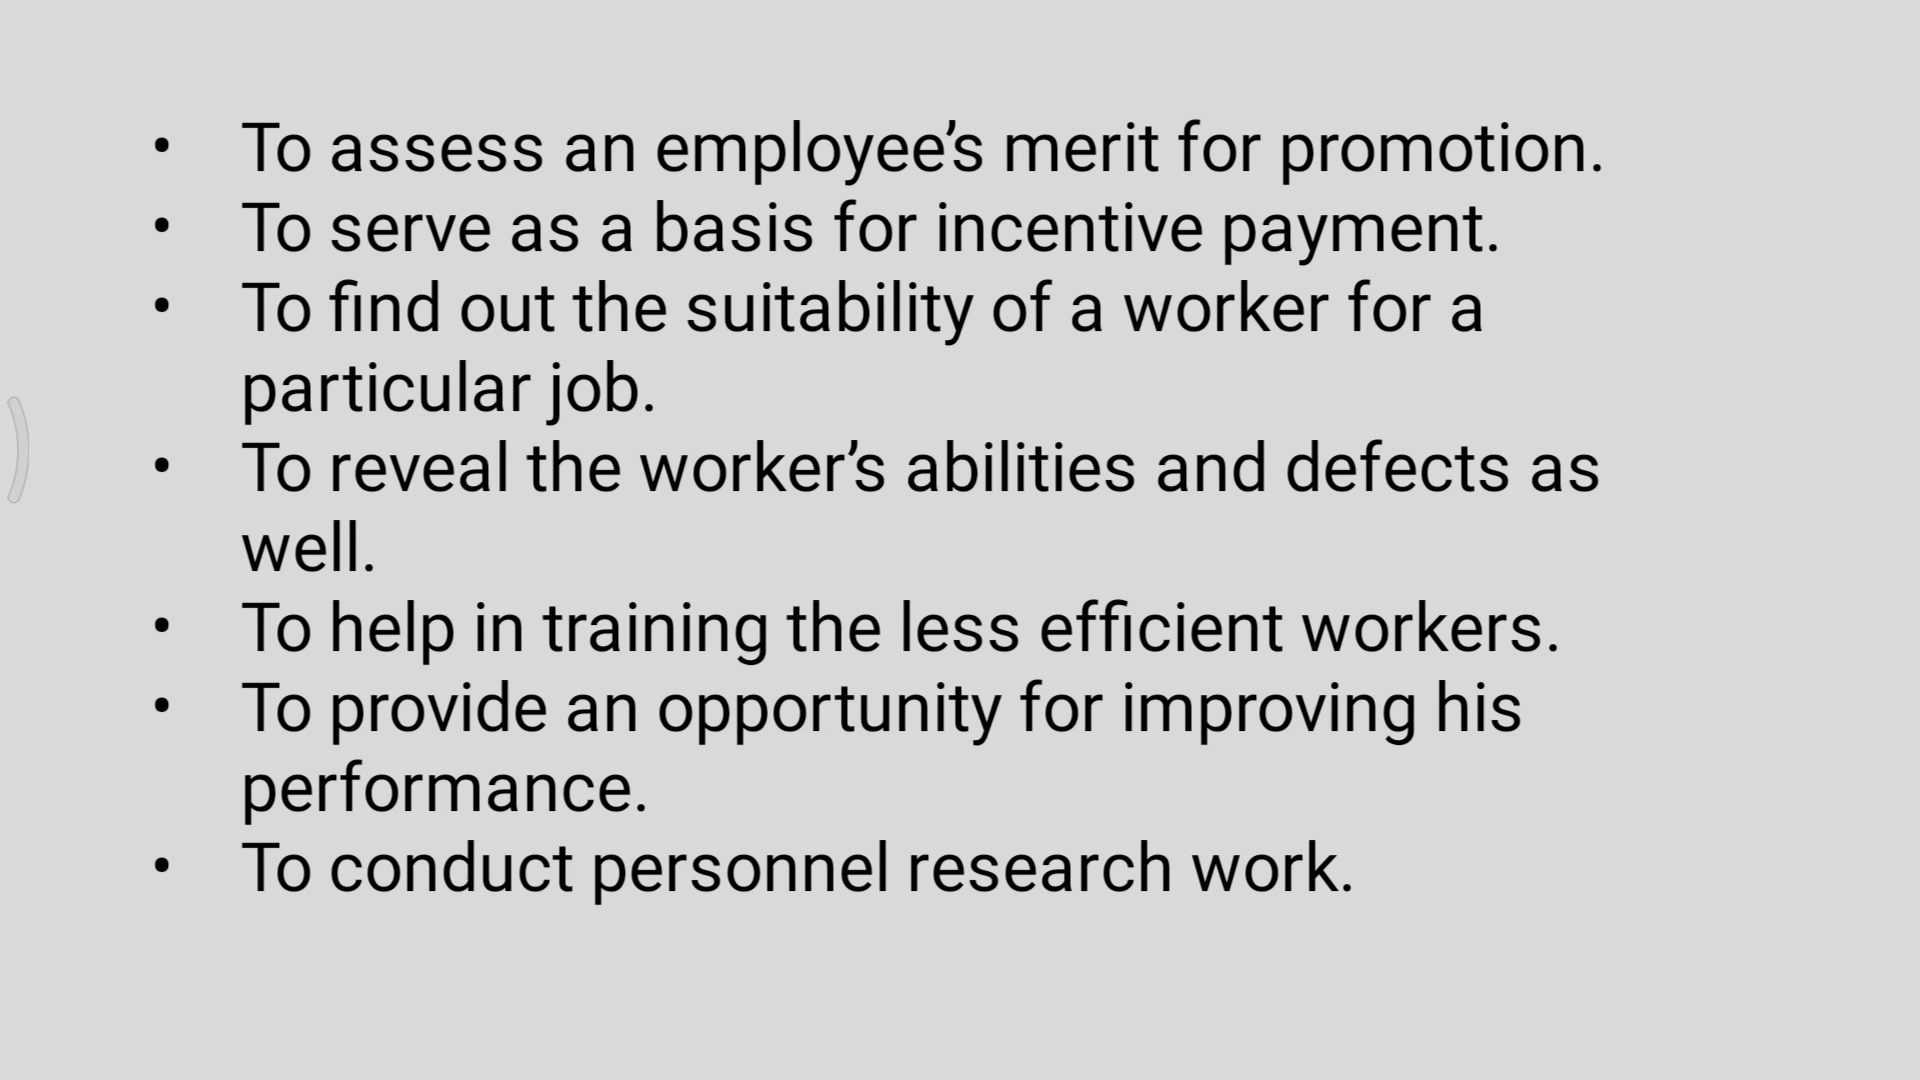 • To assess an employee’s merit for promotion.
• To serve as a basis for incentive payment.
• To find out the suitability of a worker for a
particular job.
• To reveal the worker’s abilities and defects as
well.
• To help in training the less efficient workers.
• To provide an opportunity for improving his
performance.
• To conduct personnel research work.